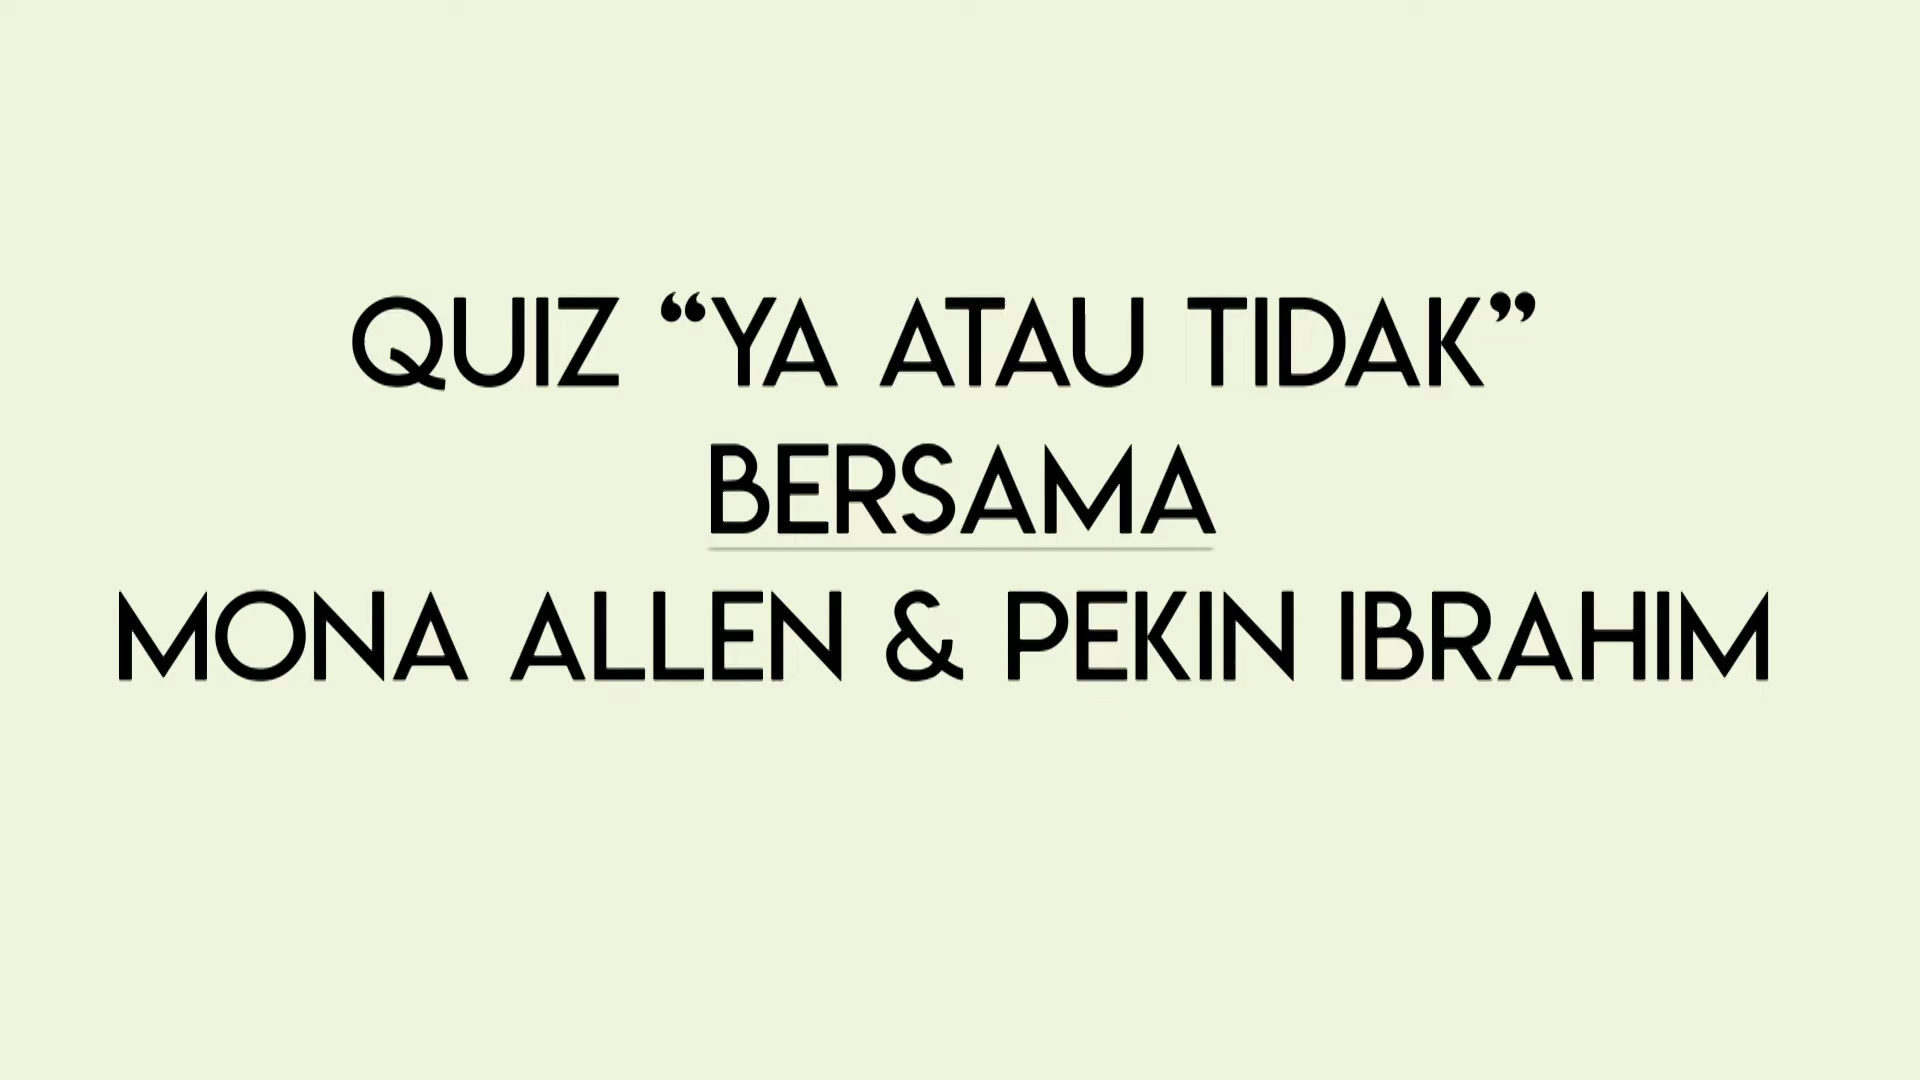 QUIZ “YA ATAU TIDAK”
BERSAMA
MONA ALLEN & PEKIN IBRAHIM